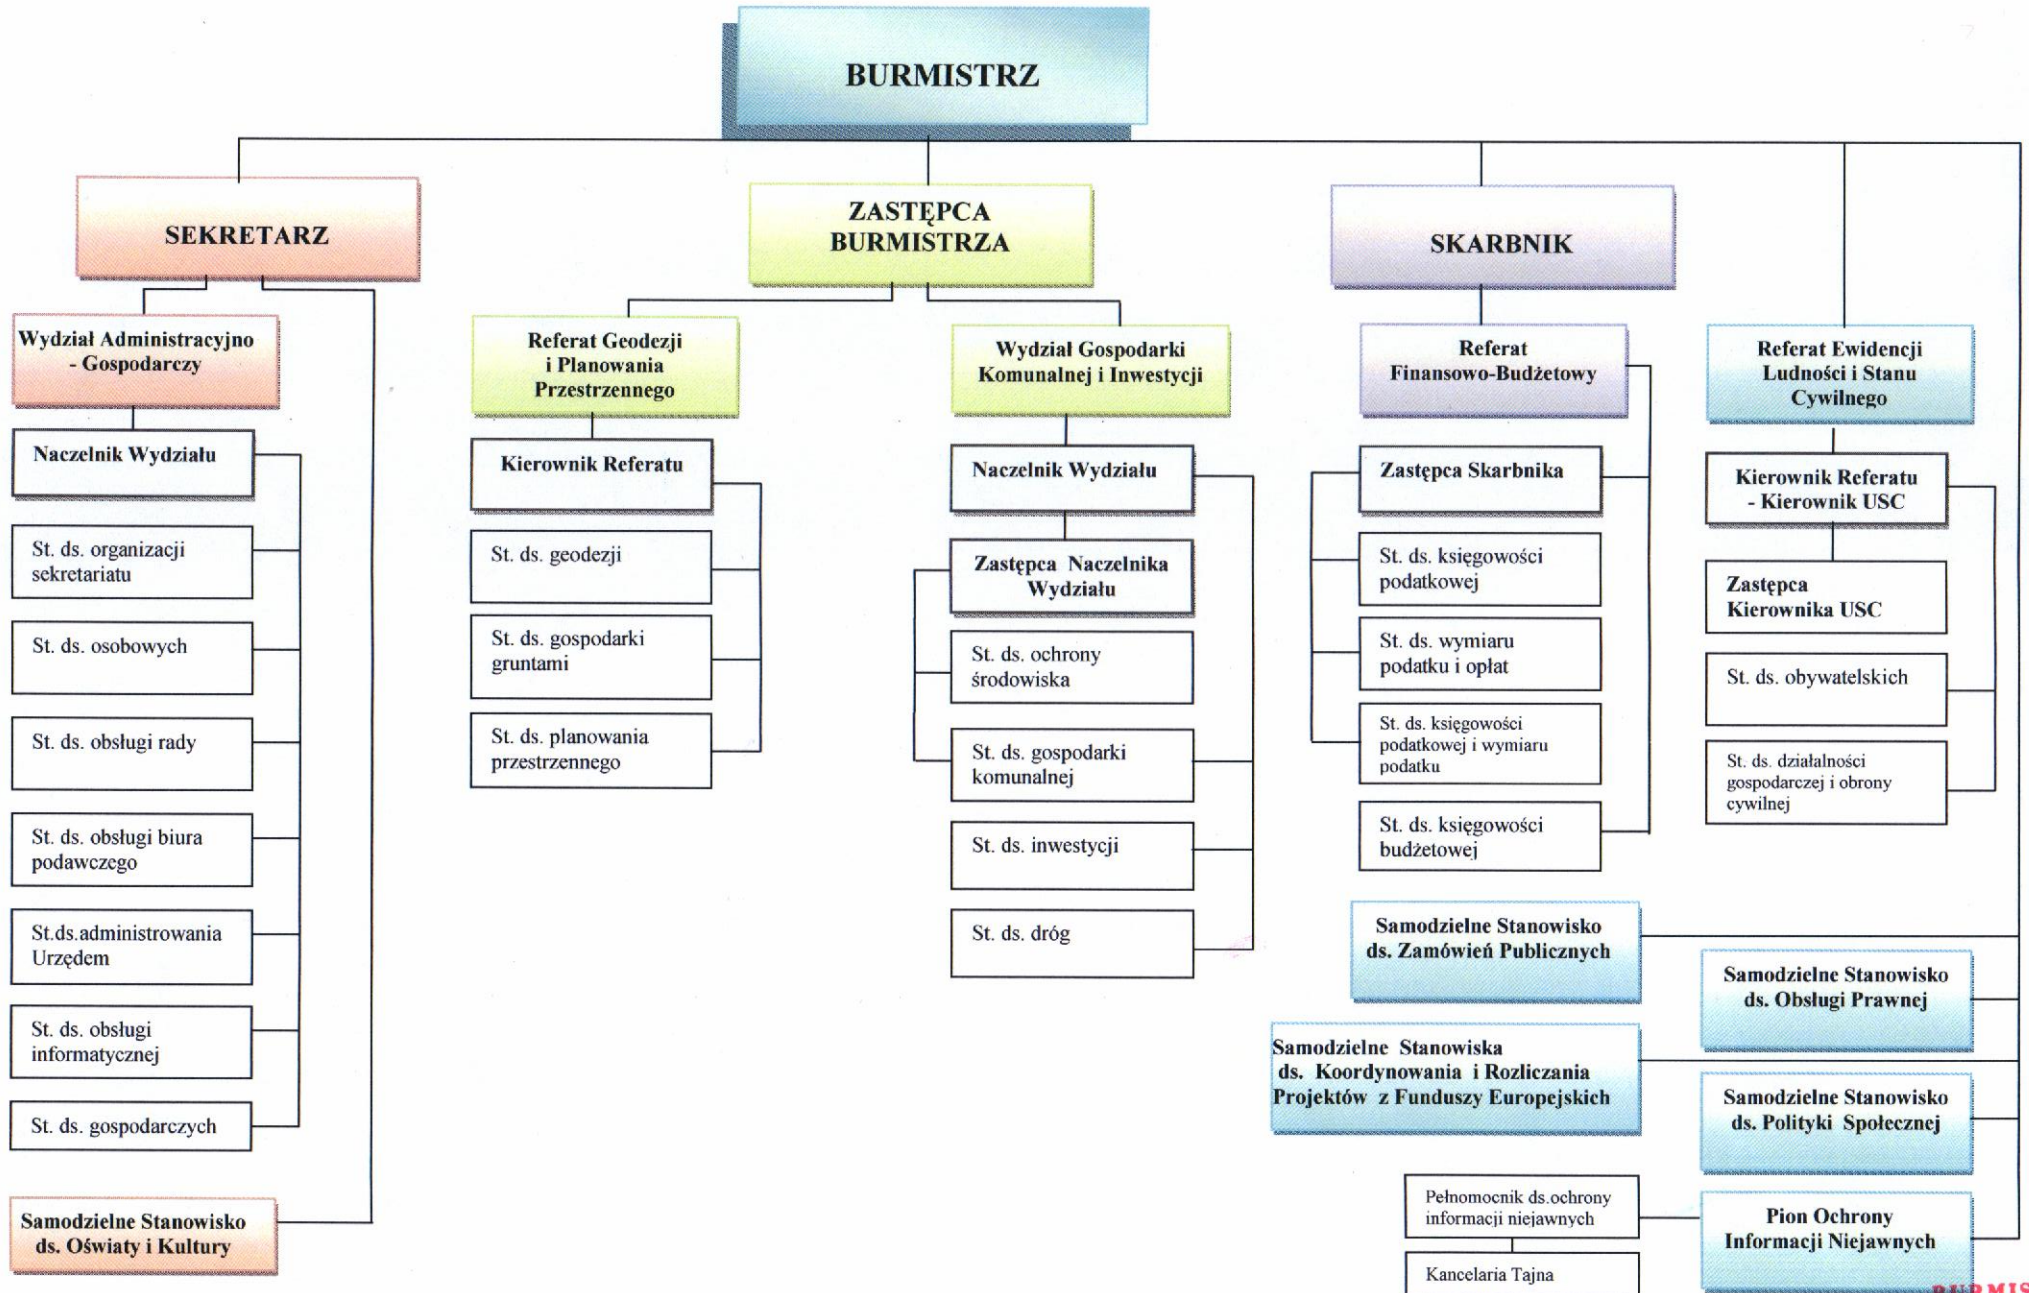 BURMISTRZ
SEKRETARZ
ZASTĘPCA
BURMISTRZA
SKARBNIK
Wydział Administracyjno
- Gospodarczy
Naczelnik Wydziału
St. ds. organizacji
sekretariatu
St. ds. osobowych
St. ds. obsługi rady
St. ds. obsługi biura
podawczego
St.ds.administrowania
Urzędem
St. ds. obsługi
informatycznej
St. ds. gospodarczych
Samodzielne Stanowisko
ds. Oświaty i Kultury
Referat Geodezji
i Planowania
Przestrzennego
Kierownik Referatu
St. ds. geodezji
St. ds. gospodarki
gruntami
St. ds. planowania
przestrzennego
Wydział Gospodarki
Komunalnej i Inwestycji
Naczelnik Wydziału
Zastępca Naczelnika
Wydziału
St. ds. ochrony
środowiska
St. ds. gospodarki
komunalnej
St. ds. inwestycji
St. ds. dróg
Referat
Finansowo-Budżetowy
Zastępca Skarbnika
St. ds. księgowości
podatkowej
St. ds. wymiaru
podatku i opłat
St. ds. księgowości
podatkowej i wymiaru
podatku
St. ds. księgowości
budżetowej
Referat Ewidencji
Ludności i Stanu
Cywilnego
Kierownik Referatu
- Kierownik USC
Zastępca
Kierownika USC
St. ds. obywatelskich
St. ds. działalności
gospodarczej i obrony
cywilnej
Samodzielne Stanowisko
ds. Zamówień Publicznych
Samodzielne Stanowisko
ds. Obsługi Prawnej
Samodzielne Stanowiska
ds. Koordynowania i Rozliczania
Projektów z Funduszy Europejskich
Samodzielne Stanowisko
ds. Polityki Społecznej
Pełnomocnik ds.ochrony
informacji niejawnych
Kancelaria Tajna
Pion Ochrony
Informacji Niejawnych